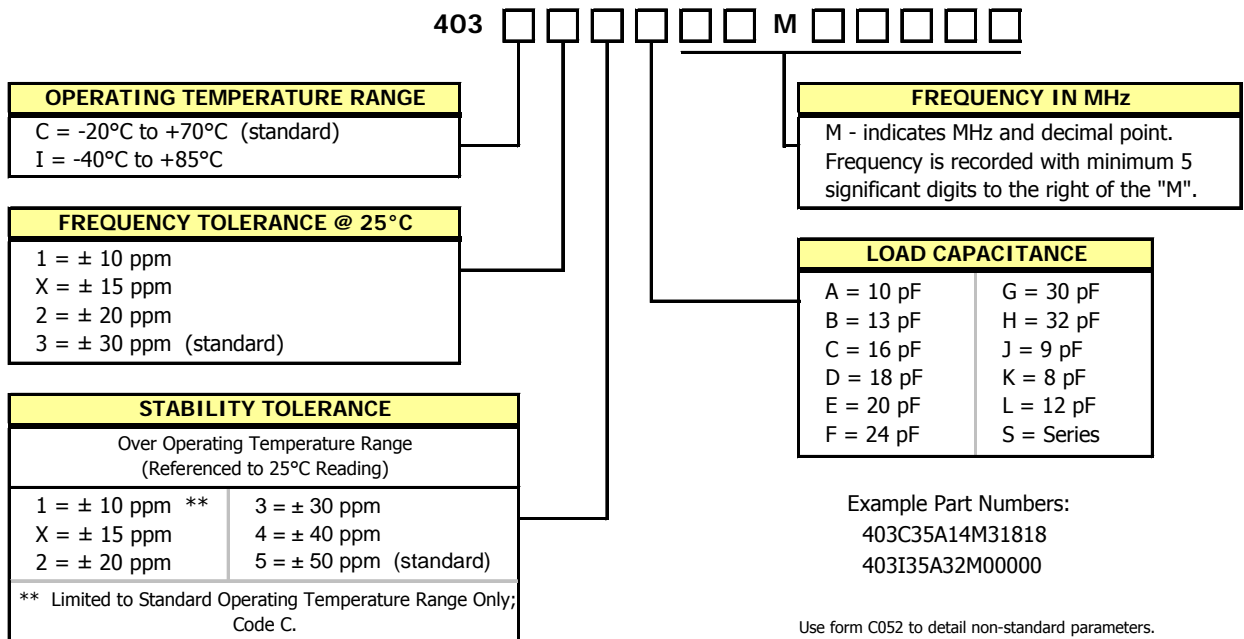 403 M
OPERATING TEMPERATURE RANGE
C = -20°C to +70°C (standard)
I = -40°C to +85°C
FREQUENCY TOLERANCE @ 25°C
1 = ± 10 ppm
X = ± 15 ppm
2 = ± 20 ppm
3 = ± 30 ppm (standard)
STABILITY TOLERANCE
Over Operating Temperature Range
(Referenced to 25°C Reading)
1 = ± 10 ppm **
X = ± 15 ppm
2 = ± 20 ppm
3 = ± 30 ppm
4 = ± 40 ppm
5 = ± 50 ppm (standard)
** Limited to Standard Operating Temperature Range Only;
Code C.
FREQUENCY IN MHz
M - indicates MHz and decimal point.
Frequency is recorded with minimum 5
significant digits to the right of the "M".
LOAD CAPACITANCE
A = 10 pF
B = 13 pF
C = 16 pF
D = 18 pF
E = 20 pF
F = 24 pF
G = 30 pF
H = 32 pF
J = 9 pF
K = 8 pF
L = 12 pF
S = Series
Example Part Numbers:
403C35A14M31818
403I35A32M00000
Use form C052 to detail non-standard parameters.